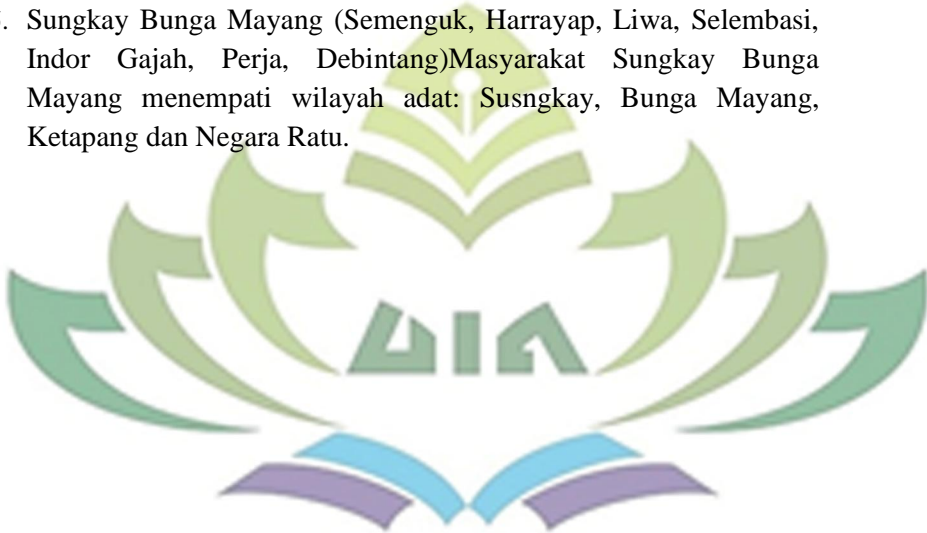 . Sungkay Bunga Mayang (Semenguk, Harrayap, Liwa, Selembasi,
Indor Gajah, Perja, Debintang)Masyarakat Sungkay Bunga
Mayang menempati wilayah adat: Susngkay, Bunga Mayang,
Ketapang dan Negara Ratu.
UIN